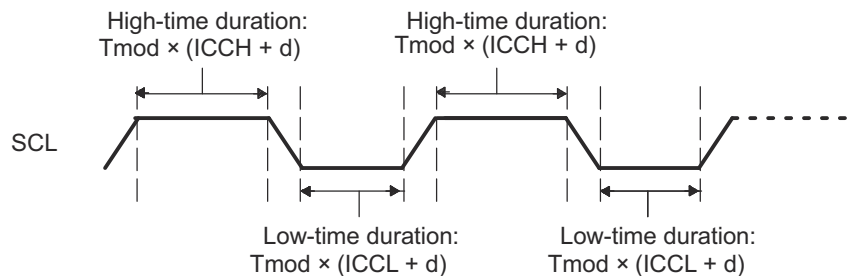 High-time duration:
Tmod × (ICCH + d)
High-time duration:
Tmod × (ICCH + d)
SCL
Low-time duration:
Tmod × (ICCL + d)
Low-time duration:
Tmod × (ICCL + d)